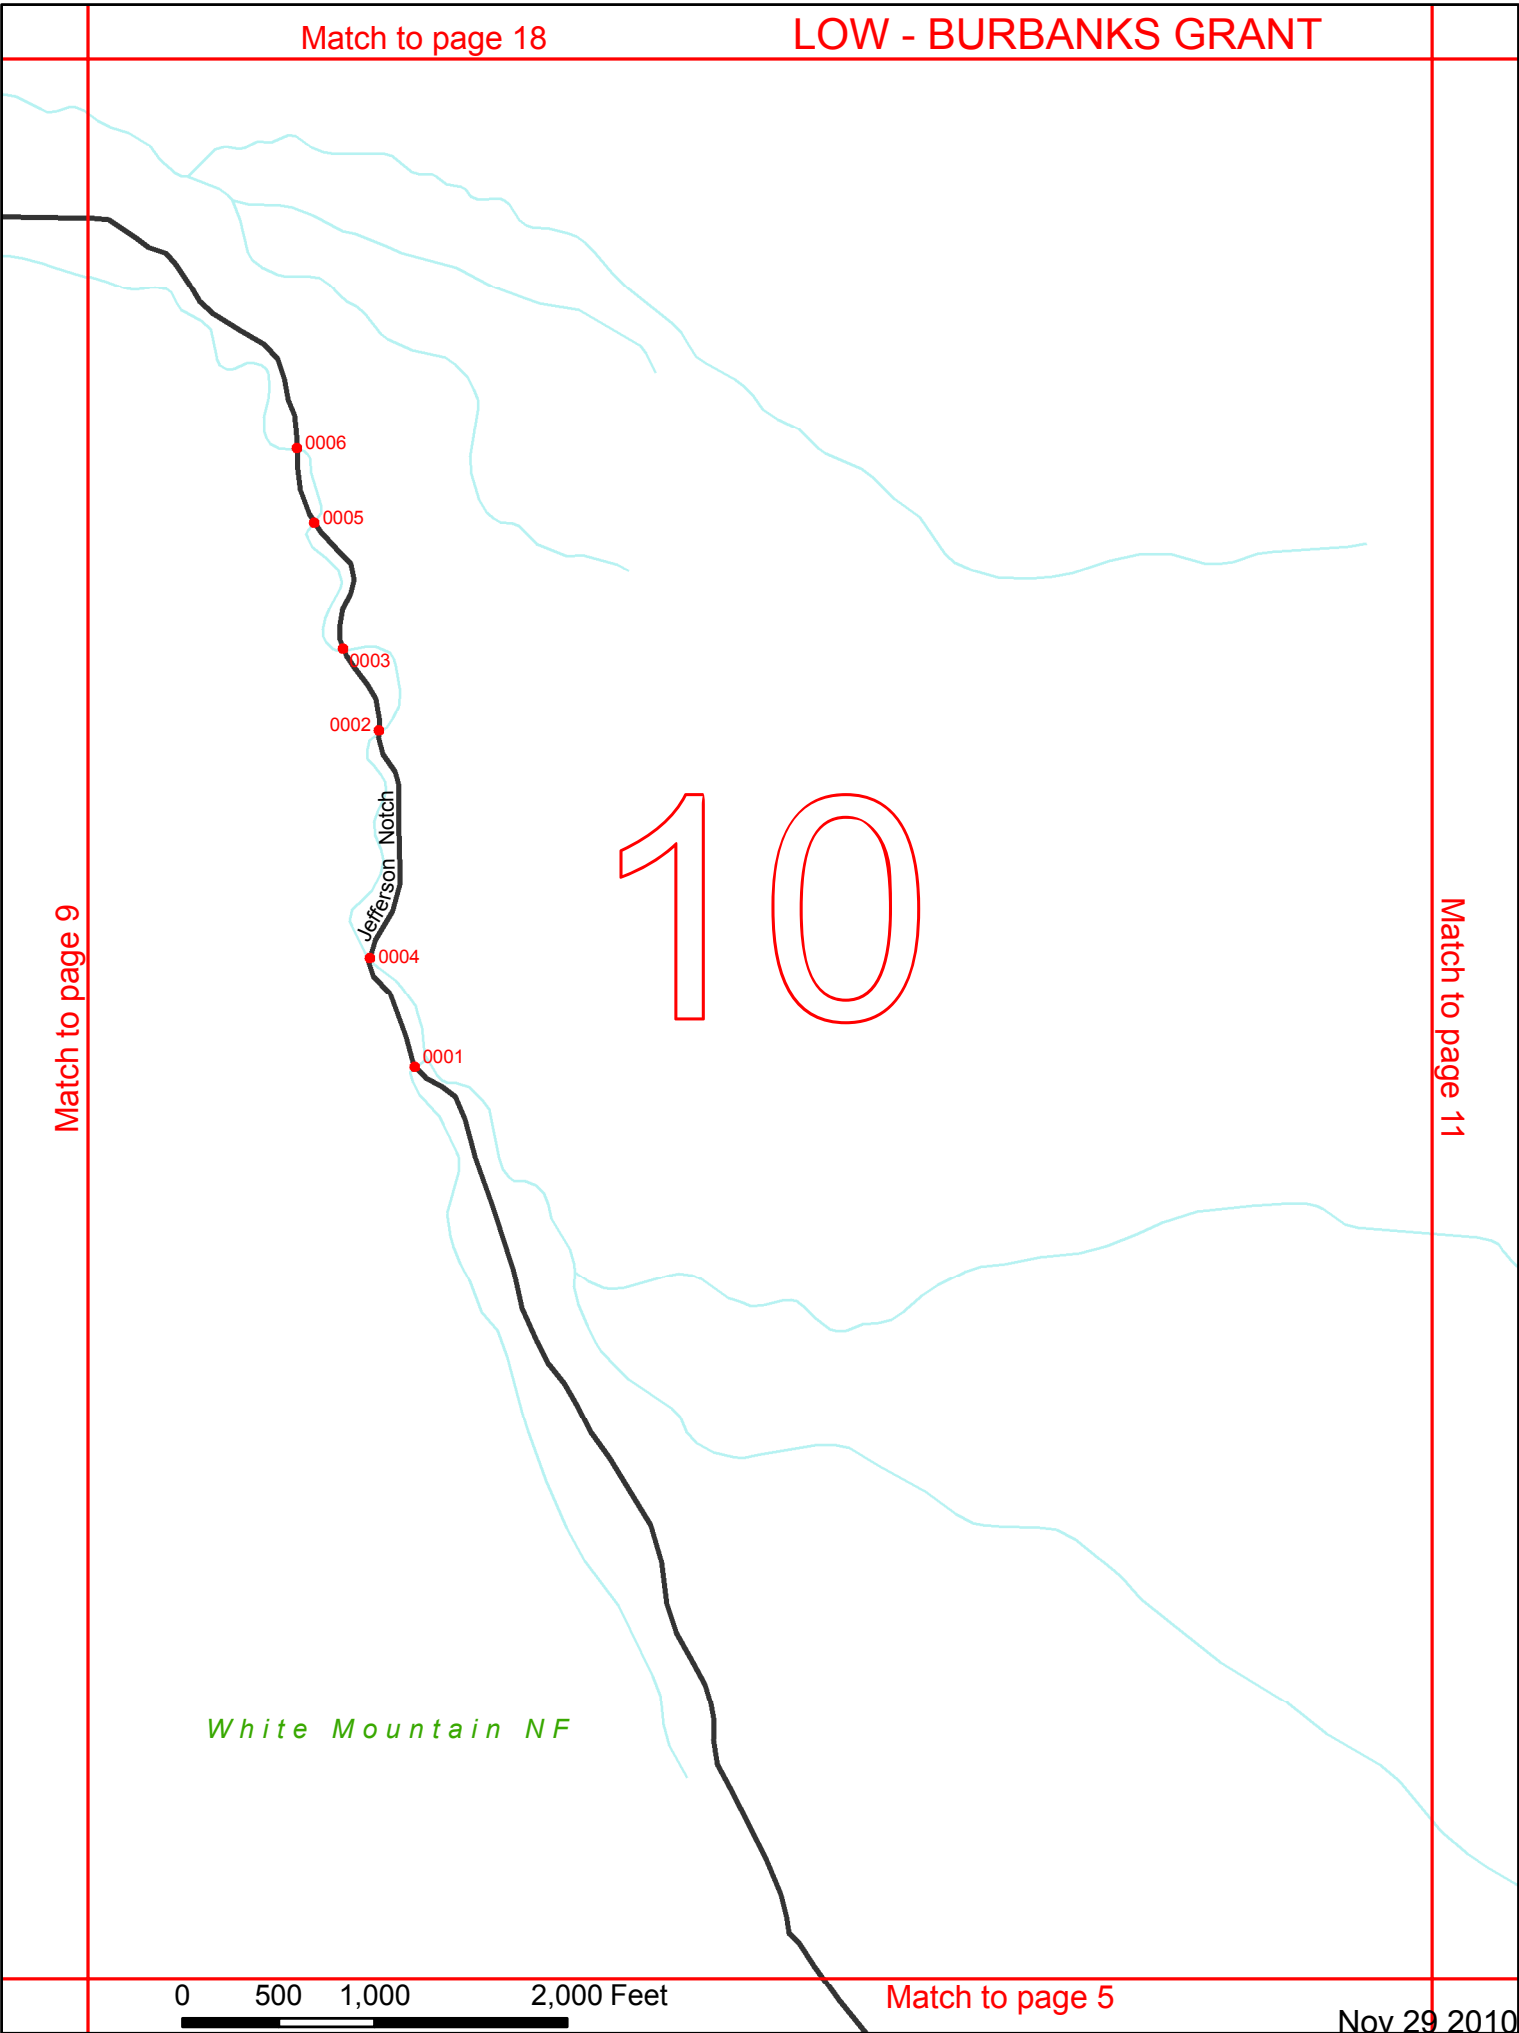 Match to page 18
LOW - BURBANKS GRANT
0006
0005
0003
0002
Jefferson Notch
10
Match to page 9
Match to page 11
0004
0001
White Mountain NF
0 500 1,000 2,000 Feet
Match to page 5
Nov 29 2010